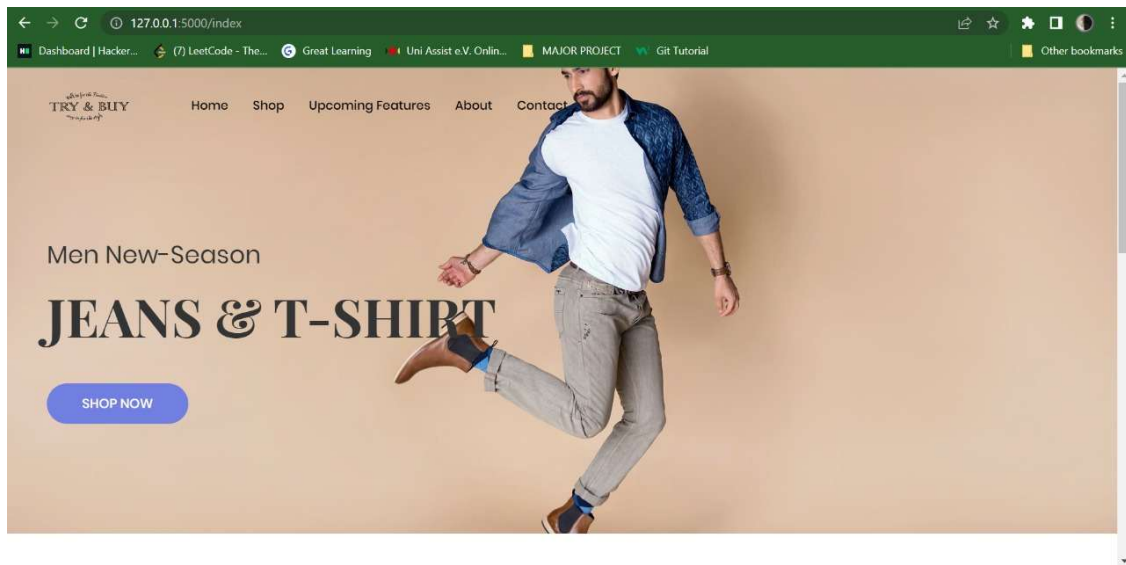 127.0.0.1:5000/index
Dashboard | Hacker... (7) LeetCode - The... Great Learning Uni Assist e.V. Onlin... MAJOR PROJECT Git Tutorial Other bookmarks
TRY & BUY
Home Shop Upcoming Features About Contact
Men New-Season
JEANS & T-SHIRT
SHOP NOW